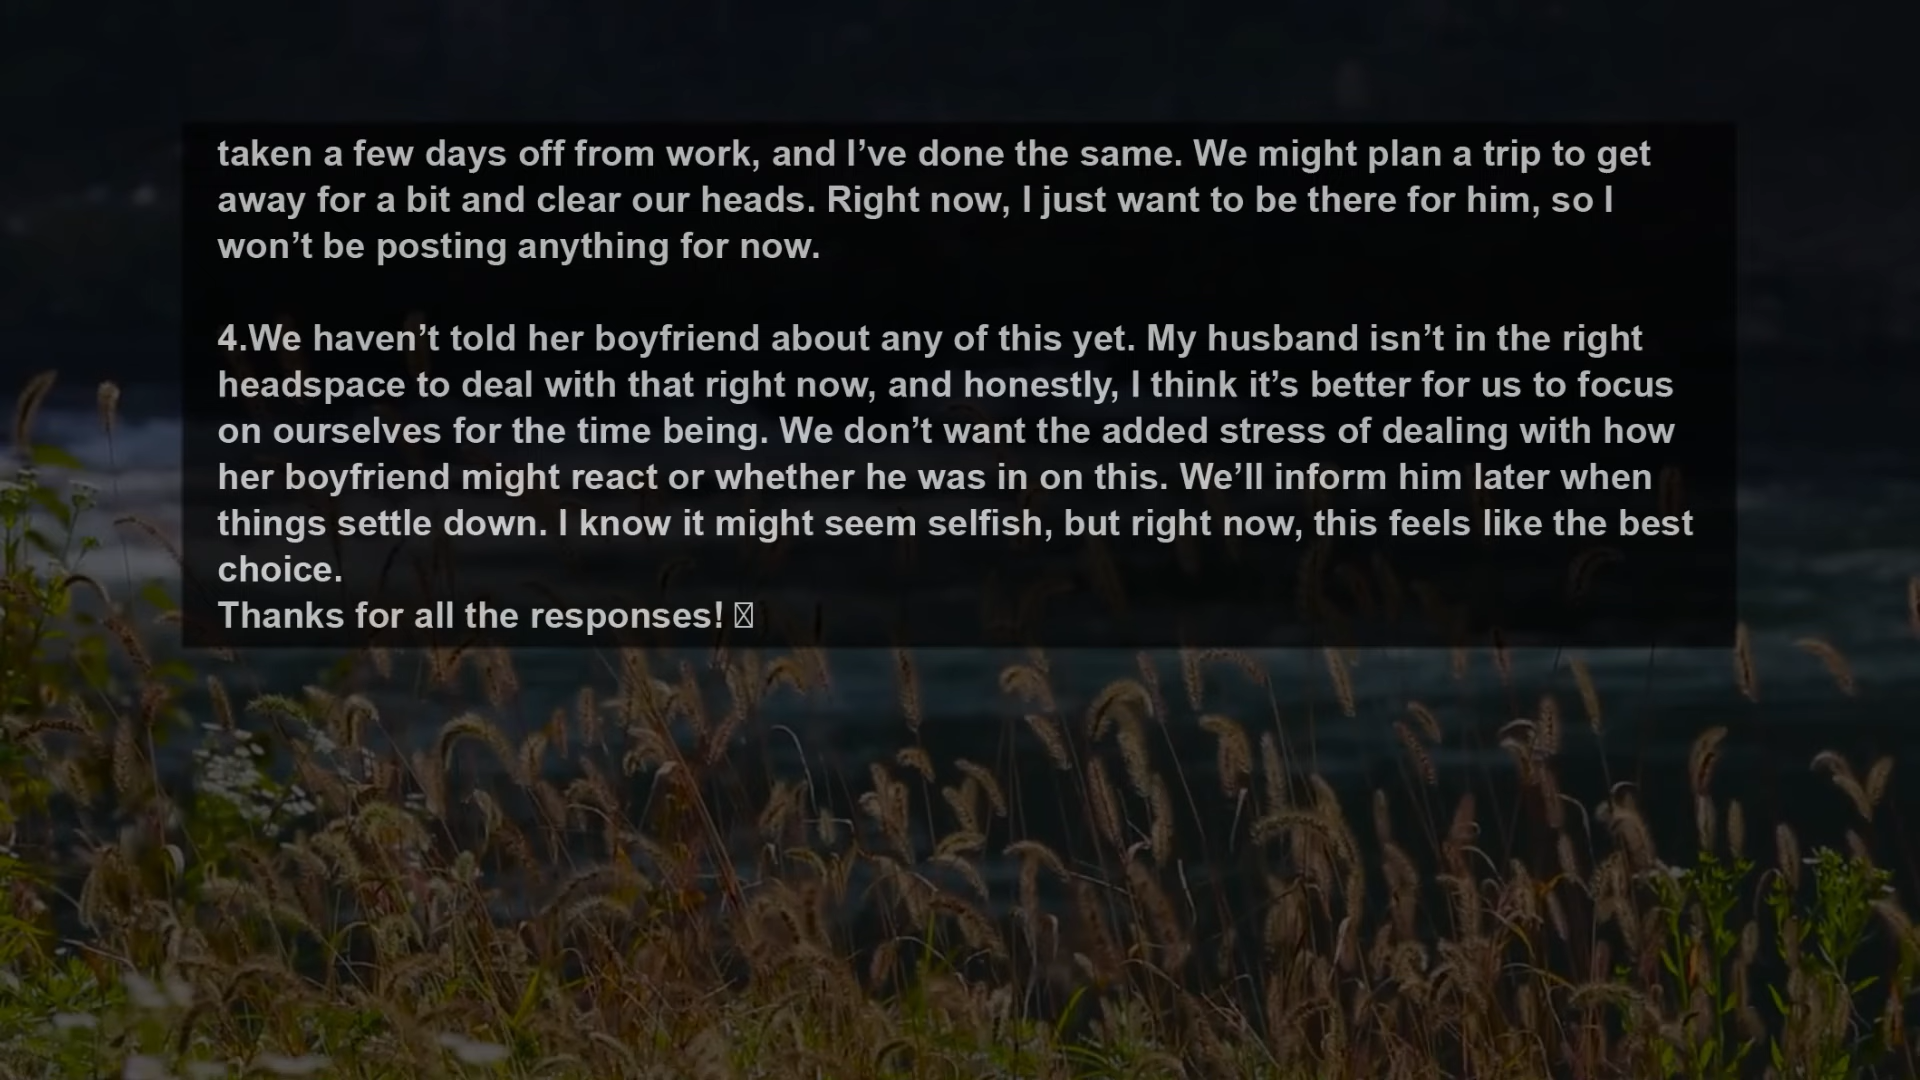 taken a few days off from work, and I’ve done the same. We might plan a trip to get
away for a bit and clear our heads. Right now, I just want to be there for him, so I
won’t be posting anything for now.
4.We haven’t told her boyfriend about any of this yet. My husband isn’t in the right
headspace to deal with that right now, and honestly, I think it’s better for us to focus
on ourselves for the time being. We don’t want the added stress of dealing with how
her boyfriend might react or whether he was in on this. We’ll inform him later when
things settle down. I know it might seem selfish, but right now, this feels like the best
choice.
Thanks for all the responses!